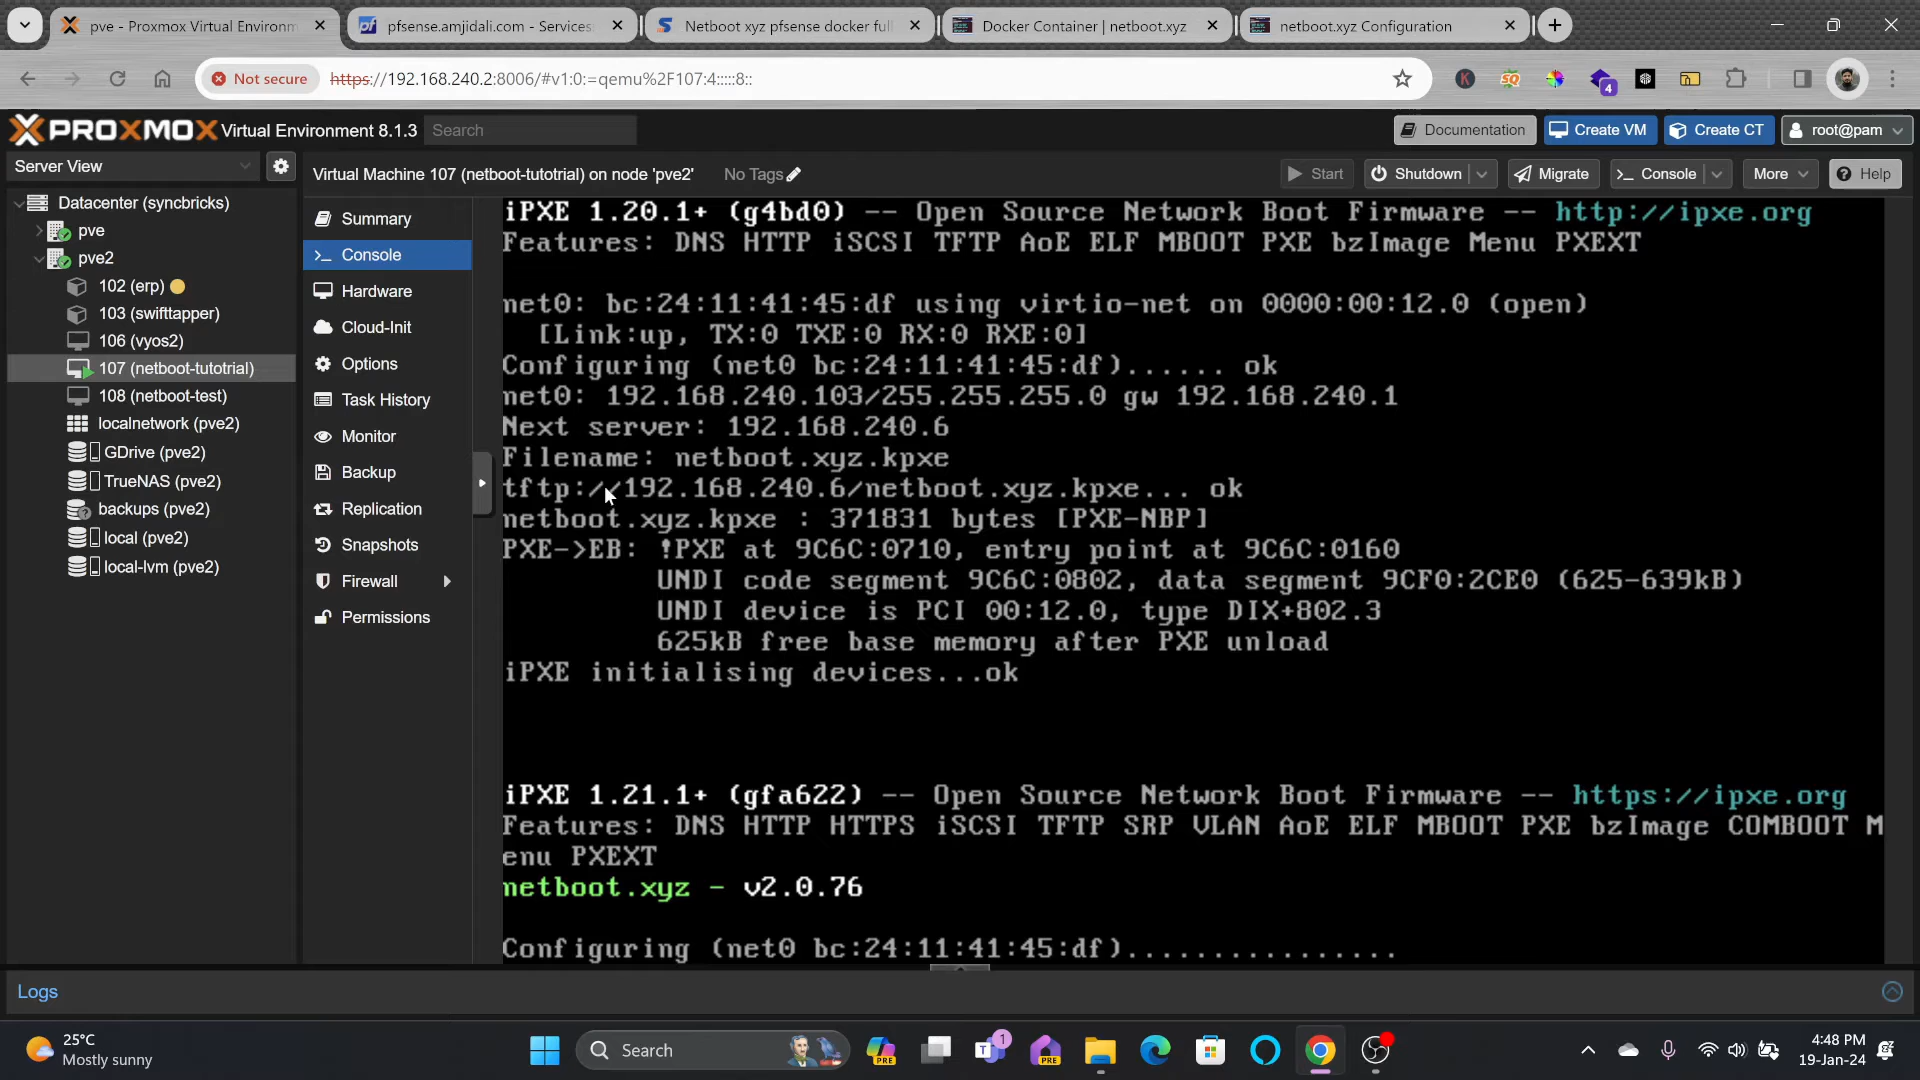 pve - Proxmox Virtual Environm
pfsense.amjidali.com - Services:
Netboot xyz pfsense docker full
Docker Container | netboot.xyz
netboot.xyz Configuration
Not secure
https://192.168.240.2:8006/#v1:0:=qemu%2F107:4:::::8::
4
PROXMOX Virtual Environment 8.1.3
Search
Documentation
Create VM
Create CT
root@pam
Server View
Virtual Machine 107 (netboot-tutotrial) on node 'pve2'
No Tags
Start
Shutdown
Migrate
Console
More
Help
Datacenter (syncbricks)
pve
pve2
102 (erp)
103 (swifttapper)
106 (vyos2)
107 (netboot-tutotrial)
108 (netboot-test)
localnetwork (pve2)
GDrive (pve2)
TrueNAS (pve2)
backups (pve2)
local (pve2)
local-lvm (pve2)
Summary
Console
Hardware
Cloud-Init
Options
Task History
Monitor
Backup
Replication
Snapshots
Firewall
Permissions
iPXE 1.20.1+ (g4bd0) -- Open Source Network Boot Firmware -- http://ipxe.org
Features: DNS HTTP iSCSI TFTP AoE ELF MBOOT PXE bzImage Menu PXEXT
net0: bc:24:11:41:45:df using virtio-net on 0000:00:12.0 (open)
[Link:up, TX:0 TXE:0 RX:0 RXE:0]
Configuring (net0 bc:24:11:41:45:df)...... ok
net0: 192.168.240.103/255.255.255.0 gw 192.168.240.1
Next server: 192.168.240.6
Filename: netboot.xyz.kpxe
tftp://192.168.240.6/netboot.xyz.kpxe... ok
netboot.xyz.kpxe : 371831 bytes [PXE-NBP]
PXE->EB: !PXE at 9C6C:0710, entry point at 9C6C:0160
UNDI code segment 9C6C:0802, data segment 9CF0:2CE0 (625-639kB)
UNDI device is PCI 00:12.0, type DIX+802.3
625kB free base memory after PXE unload
iPXE initialising devices...ok
iPXE 1.21.1+ (gfa622) -- Open Source Network Boot Firmware -- https://ipxe.org
Features: DNS HTTP HTTPS iSCSI TFTP SRP VLAN AoE ELF MBOOT PXE bzImage COMBOOT M
enu PXEXT
netboot.xyz - v2.0.76
Configuring (net0 bc:24:11:41:45:df)................
Logs
25°C
Mostly sunny
Search
PRE
1
PRE
4:48 PM
19-Jan-24